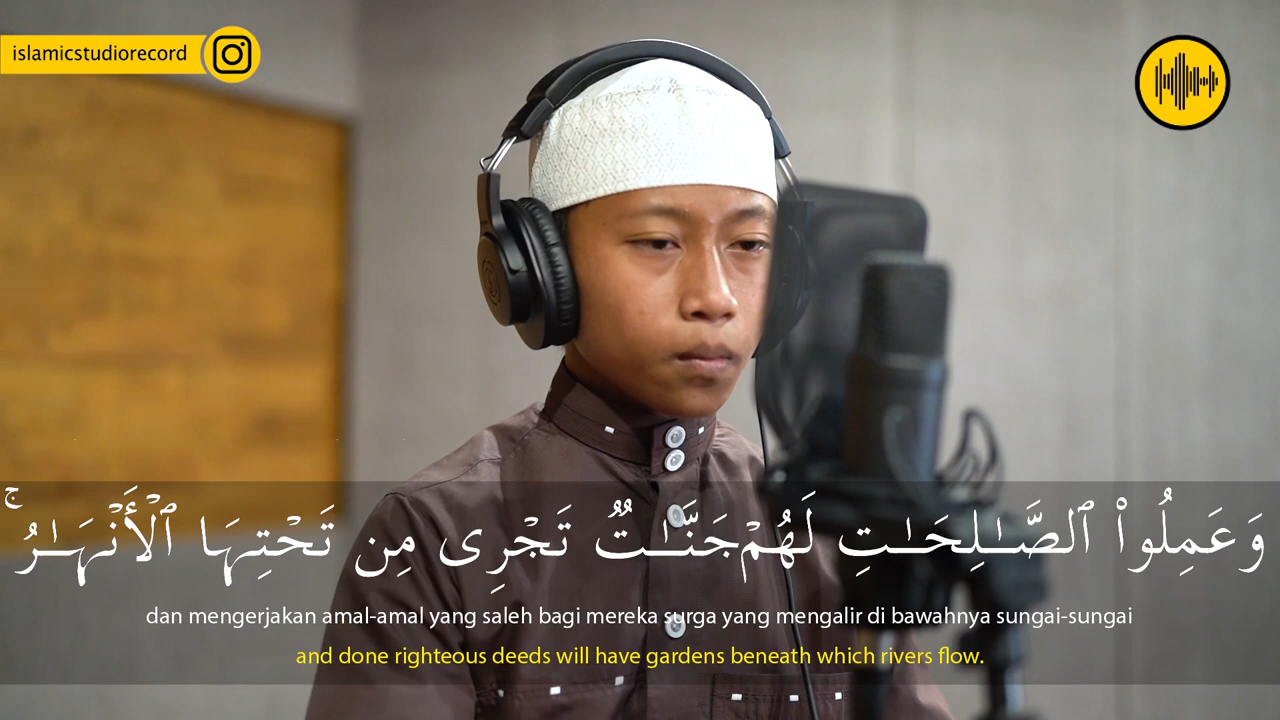 islamicstudiorecord
وَعَمِلُوا۟ ٱلصَّـٰلِحَـٰتِ لَهُمْ جَنَّـٰتٌ تَجْرِى مِن تَحْتِهَا ٱلْأَنْهَـٰرُ ۚ
dan mengerjakan amal-amal yang saleh bagi mereka surga yang mengalir di bawahnya sungai-sungai
and done righteous deeds will have gardens beneath which rivers flow.